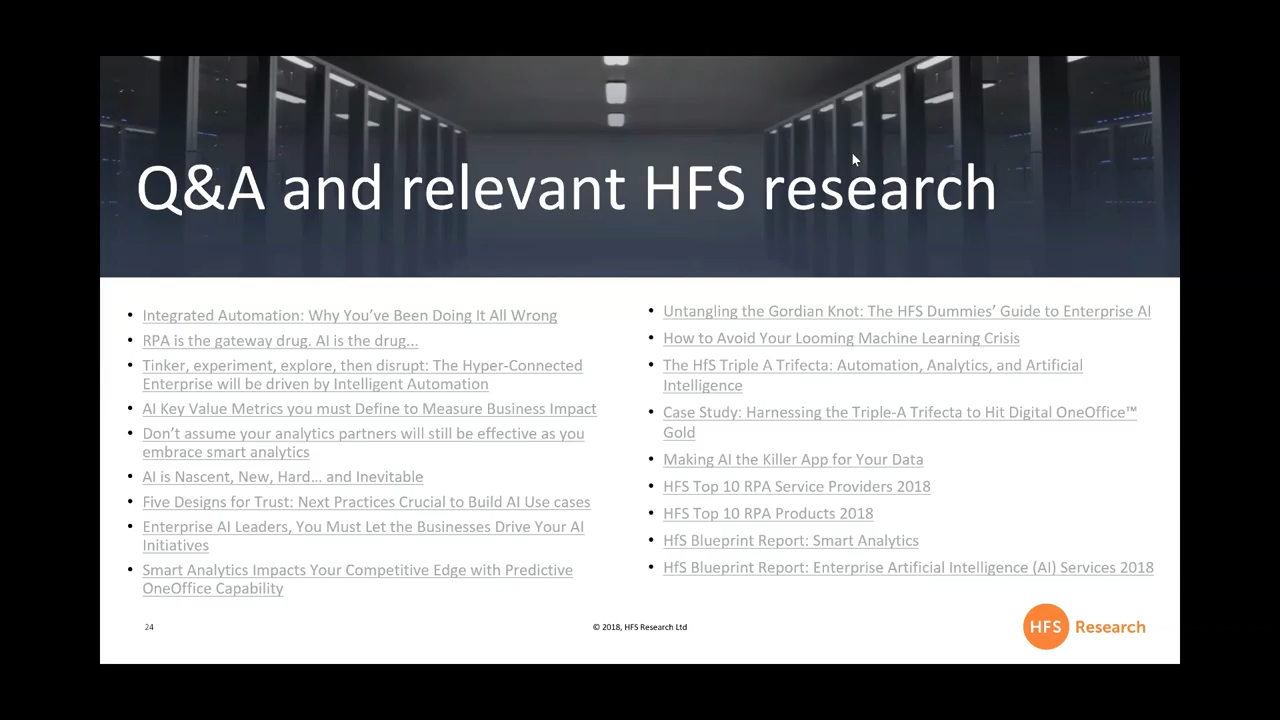 Q&A and relevant HFS research
• Integrated Automation: Why You've Been Doing It All Wrong
• RPA is the gateway drug. AI is the drug...
• Tinker, experiment, explore, then disrupt: The Hyper-Connected
Enterprise will be driven by Intelligent Automation
• AI Key Value Metrics you must Define to Measure Business Impact
• Don't assume your analytics partners will still be effective as you
embrace smart analytics
• AI is Nascent, New, Hard... and Inevitable
• Five Designs for Trust: Next Practices Crucial to Build AI Use cases
• Enterprise AI Leaders, You Must Let the Businesses Drive Your AI
Initiatives
• Smart Analytics Impacts Your Competitive Edge with Predictive
OneOffice Capability
• Untangling the Gordian Knot: The HFS Dummies' Guide to Enterprise AI
• How to Avoid Your Looming Machine Learning Crisis
• The HfS Triple A Trifecta: Automation, Analytics, and Artificial
Intelligence
• Case Study: Harnessing the Triple-A Trifecta to Hit Digital OneOffice™
Gold
• Making AI the Killer App for Your Data
• HFS Top 10 RPA Service Providers 2018
• HFS Top 10 RPA Products 2018
• HfS Blueprint Report: Smart Analytics
• HfS Blueprint Report: Enterprise Artificial Intelligence (AI) Services 2018
24
© 2018, HFS Research Ltd
HFS Research